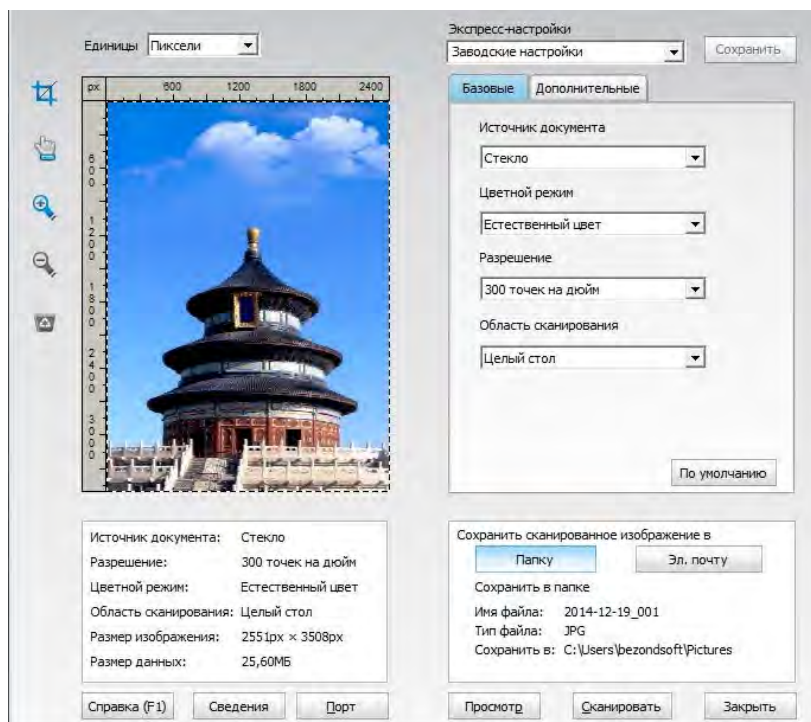 Единицы Пиксели
px 600 1200 1800 2400
600
1200
1800
2400
3000
Экспресс-настройки
Заводские настройки Сохранить
Базовые Дополнительные
Источник документа
Стекло
Цветной режим
Естественный цвет
Разрешение
300 точек на дюйм
Область сканирования
Целый стол
По умолчанию
Источник документа: Стекло
Разрешение: 300 точек на дюйм
Цветной режим: Естественный цвет
Область сканирования: Целый стол
Размер изображения: 2551px × 3508px
Размер данных: 25,60МБ
Сохранить сканированное изображение в
Папку Эл. почту
Сохранить в папке
Имя файла: 2014-12-19_001
Тип файла: JPG
Сохранить в: C:\Users\bezondsoft\Pictures
Справка (F1) Сведения Порт Просмотр Сканировать Закрыть